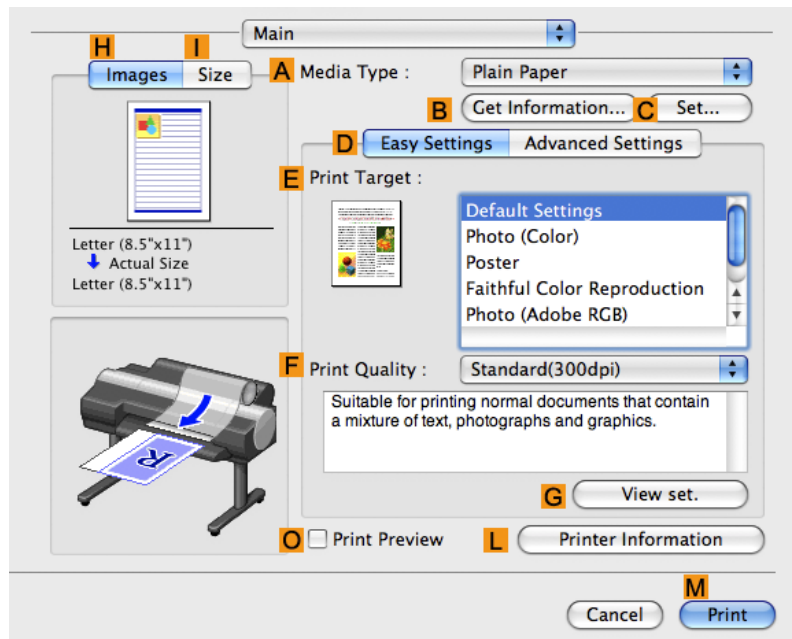 Main
H
I
Images
Size
A
Media Type :
Plain Paper
B
Get Information...
C
Set...
D
Easy Settings
Advanced Settings
E
Print Target :
Default Settings
Photo (Color)
Poster
Faithful Color Reproduction
Photo (Adobe RGB)
Letter (8.5"x11")
Actual Size
Letter (8.5"x11")
F
Print Quality :
Standard(300dpi)
Suitable for printing normal documents that contain
a mixture of text, photographs and graphics.
R
G
View set.
O
Print Preview
L
Printer Information
M
Cancel
Print